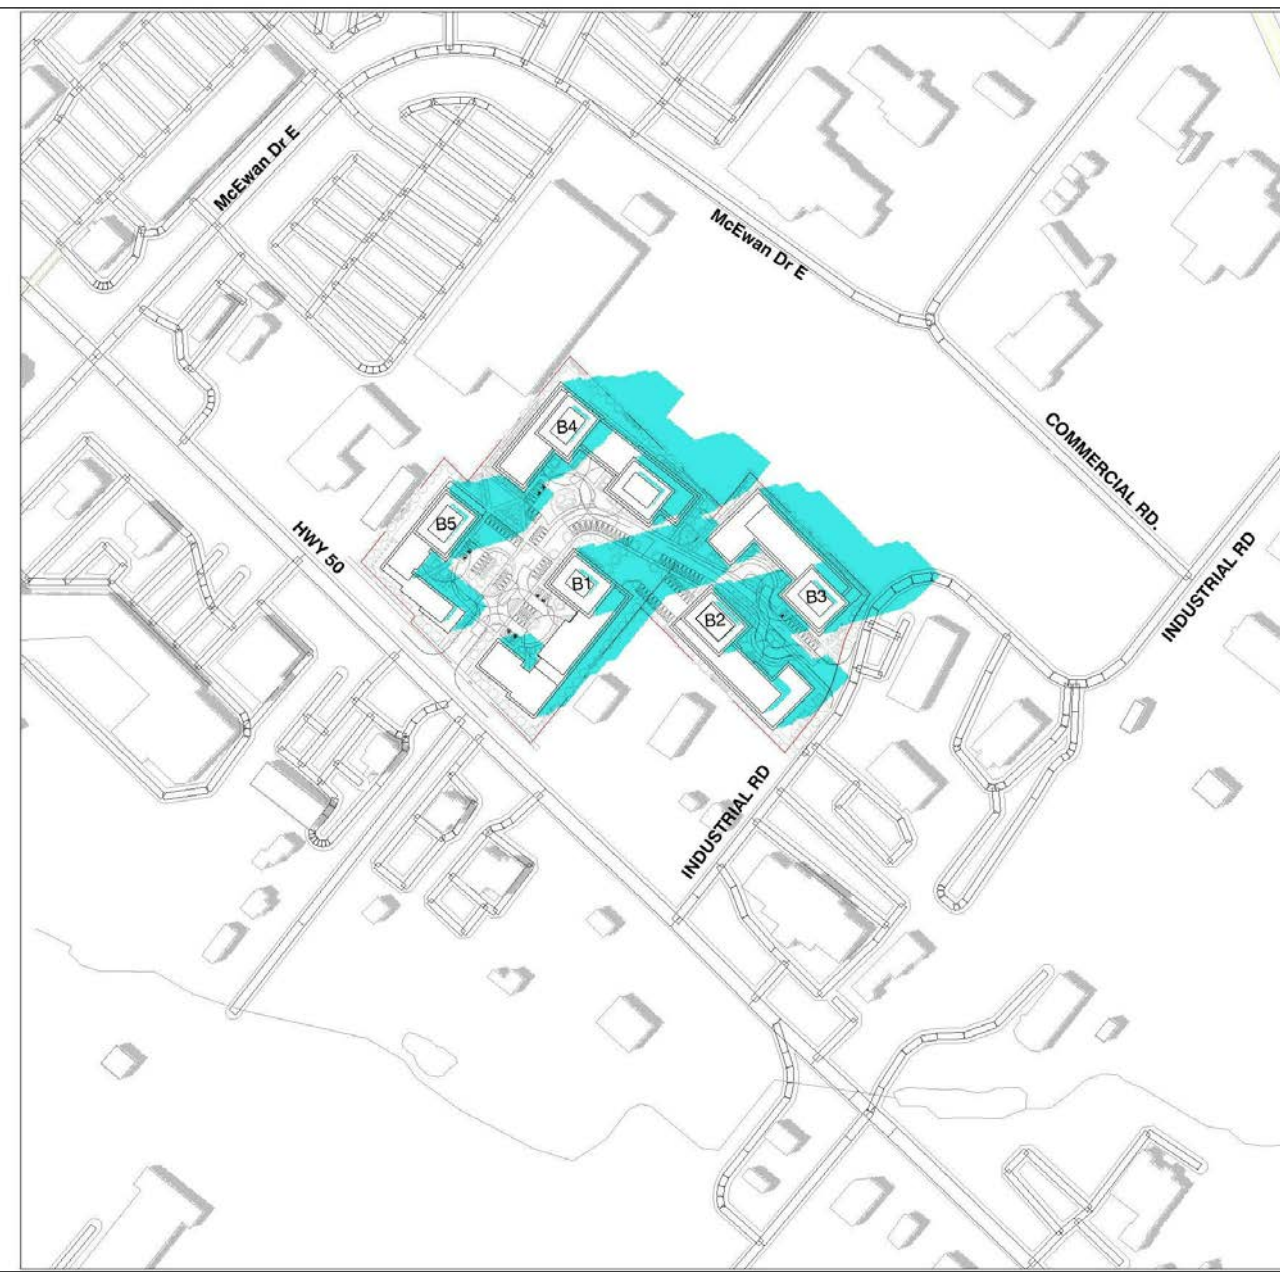 McEwan Dr E
McEwan Dr E
COMMERCIAL RD.
B4
B5
HWY 50
INDUSTRIAL RD
B1
B3
B2
INDUSTRIAL RD